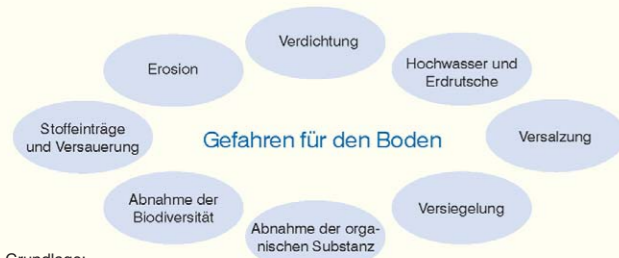 Verdichtung
Erosion
Hochwasser und
Erdrutsche
Stoffeinträge
und Versauerung
Gefahren für den Boden
Versalzung
Abnahme der
Biodiversität
Versiegelung
Abnahme der orga-
nischen Substanz
Grundlage: